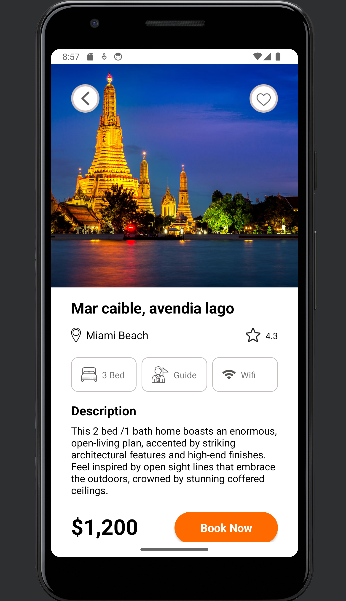 8:57
Mar caible, avendia lago
Miami Beach
4.3
3 Bed
Guide
Wifi
Description
This 2 bed /1 bath home boasts an enormous,
open-living plan, accented by striking
architectural features and high-end finishes.
Feel inspired by open sight lines that embrace
the outdoors, crowned by stunning coffered
ceilings.
$1,200
Book Now